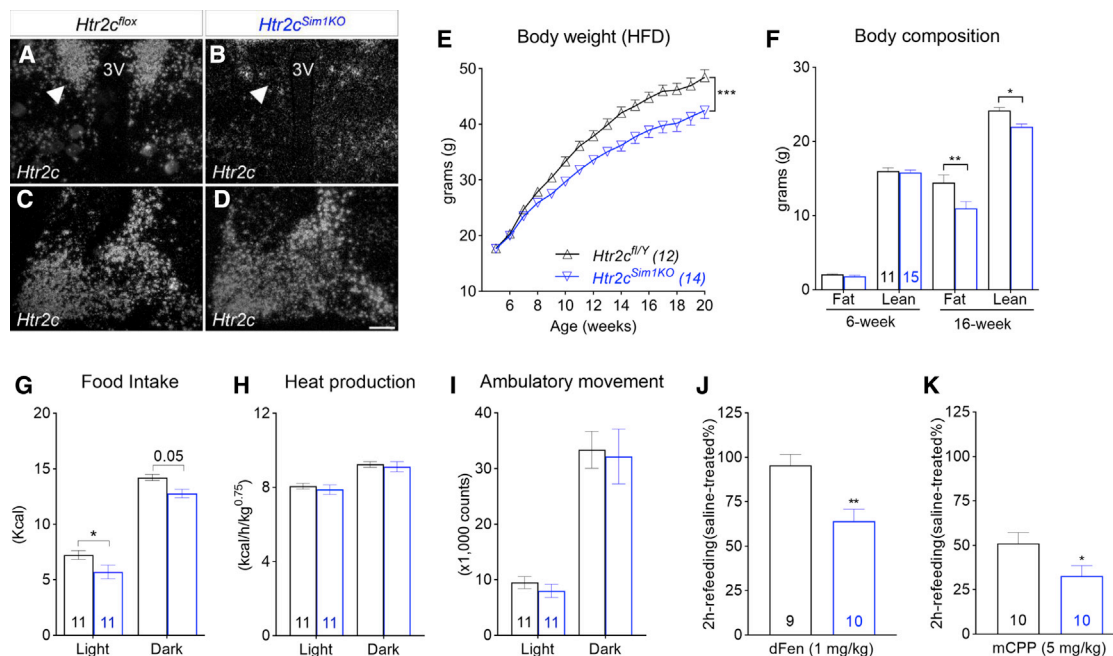 Htr2c^flox
Htr2c^Sim1KO
A
3V
Htr2c
B
3V
Htr2c
C
Htr2c
D
Htr2c
E
Body weight (HFD)
grams (g)
50
40
30
20
10
***
Htr2c^fl/Y (12)
Htr2c^Sim1KO (14)
6 8 10 12 14 16 18 20
Age (weeks)
F
Body composition
grams (g)
30
20
10
0
**
*
11 15
Fat Lean Fat Lean
6-week 16-week
G
Food Intake
(Kcal)
20
15
10
5
0
*
0.05
11 11
Light Dark
H
Heat production
(kcal/h/kg^0.75)
12
8
4
0
11 11
Light Dark
I
Ambulatory movement
(x1,000 counts)
40
30
20
10
0
11 11
Light Dark
J
2h-refeeding(saline-treated%)
125
100
75
50
25
0
**
9 10
dFen (1 mg/kg)
K
2h-refeeding(saline-treated%)
125
100
75
50
25
0
*
10 10
mCPP (5 mg/kg)